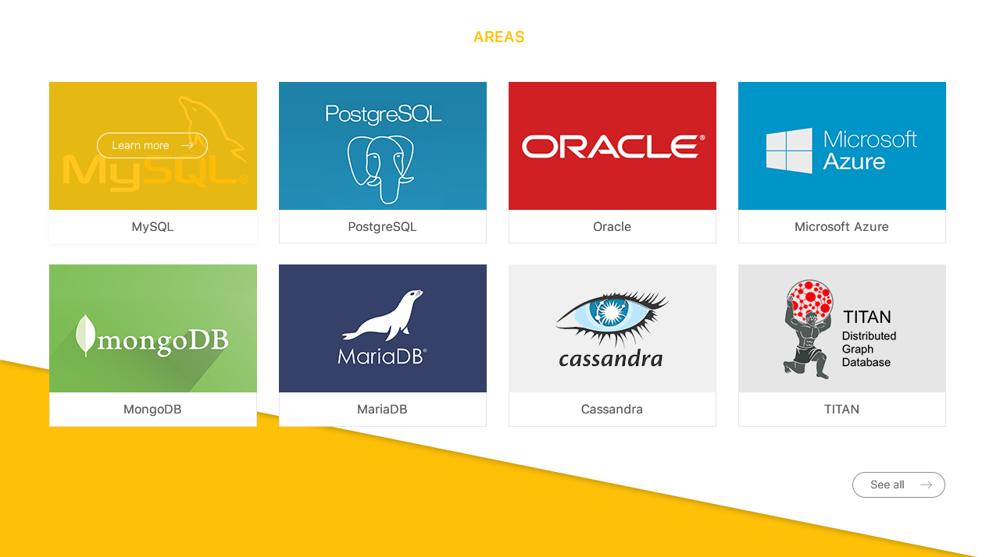 AREAS
MySQL®
Learn more
PostgreSQL
ORACLE®
Microsoft
Azure
MySQL
PostgreSQL
Oracle
Microsoft Azure
mongoDB
MariaDB®
cassandra
TITAN
Distributed
Graph
Database
MongoDB
MariaDB
Cassandra
TITAN
See all